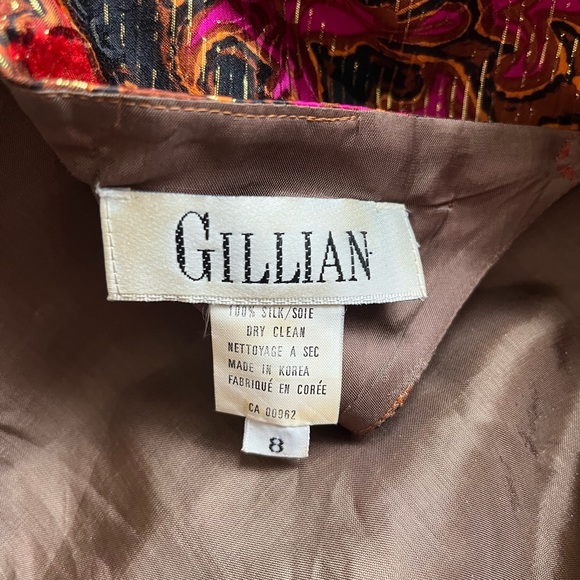 GILLIAN
100% SILK/SOIE
DRY CLEAN
NETTOYAGE A SEC
MADE IN KOREA
FABRIQUÉ EN CORÉE
CA 00962
8